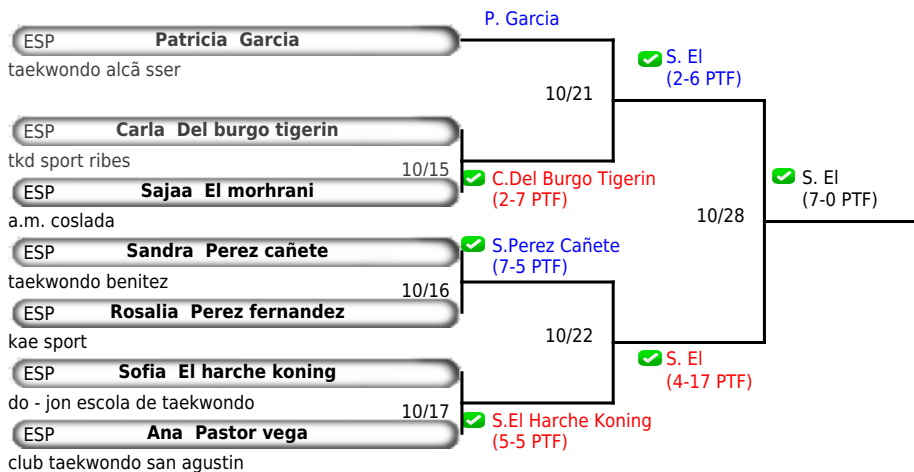 P. Garcia
ESP Patricia Garcia
taekwondo alcã sser
S. El
(2-6 PTF)
10/21
ESP Carla Del burgo tigerin
tkd sport ribes
10/15
C.Del Burgo Tigerin
(2-7 PTF)
ESP Sajaa El morhrani
a.m. coslada
S. El
(7-0 PTF)
10/28
ESP Sandra Perez cañete
taekwondo benitez
S.Perez Cañete
(7-5 PTF)
10/16
ESP Rosalia Perez fernandez
kae sport
10/22
S. El
(4-17 PTF)
ESP Sofia El harche koning
do - jon escola de taekwondo
10/17
S.El Harche Koning
(5-5 PTF)
ESP Ana Pastor vega
club taekwondo san agustin